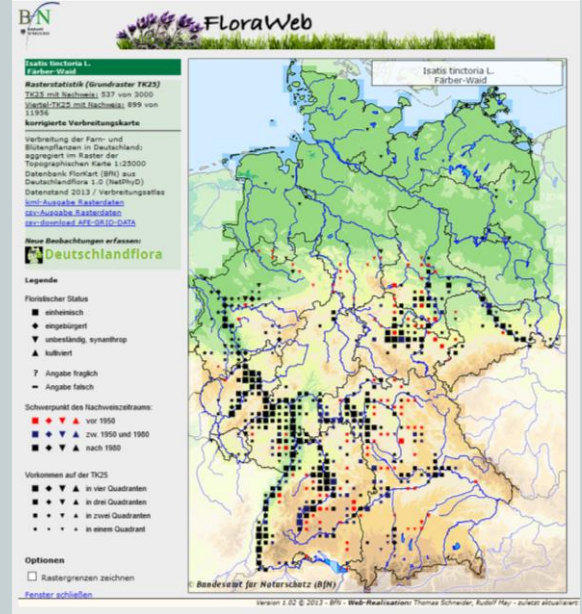 BfN
FloraWeb
Isatis tinctoria L.
Färber-Waid
Rasterstatistik (Grundraster TK25)
TK25 mit Nachweis: 537 von 3000
Viertel-TK25 mit Nachweis: 899 von
11956
korrigierte Verbreitungskarte
Verbreitung der Farn- und
Blütenpflanzen in Deutschland;
aggregiert im Raster der
Topographischen Karte 1:25000
Datenbank FlorKart (BfN) aus
Deutschlandflora 1.0 (NetPhyD)
Datenstand 2013 / Verbreitungsatlas
kml-Ausgabe Rasterdaten
csv-Ausgabe Rasterdaten
csv-download AFE-GRID-DATA
Neue Beobachtungen erfassen:
Deutschlandflora
Legende
Floristischer Status
einheimisch
eingebürgert
unbeständig, synanthrop
kultiviert
? Angabe fraglich
Angabe falsch
Schwerpunkt des Nachweiszeitraums:
vor 1950
zw. 1950 und 1980
nach 1980
Vorkommen auf der TK25
in vier Quadranten
in drei Quadranten
in zwei Quadranten
in einem Quadrant
Optionen
Rastergrenzen zeichnen
Fenster schließen
Isatis tinctoria L.
Färber-Waid
© Bundesamt für Naturschutz (BfN)
Version 1.02 © 2013 - BfN - Web-Realisation: Thomas Schneider, Rudolf May - zuletzt aktualisiert